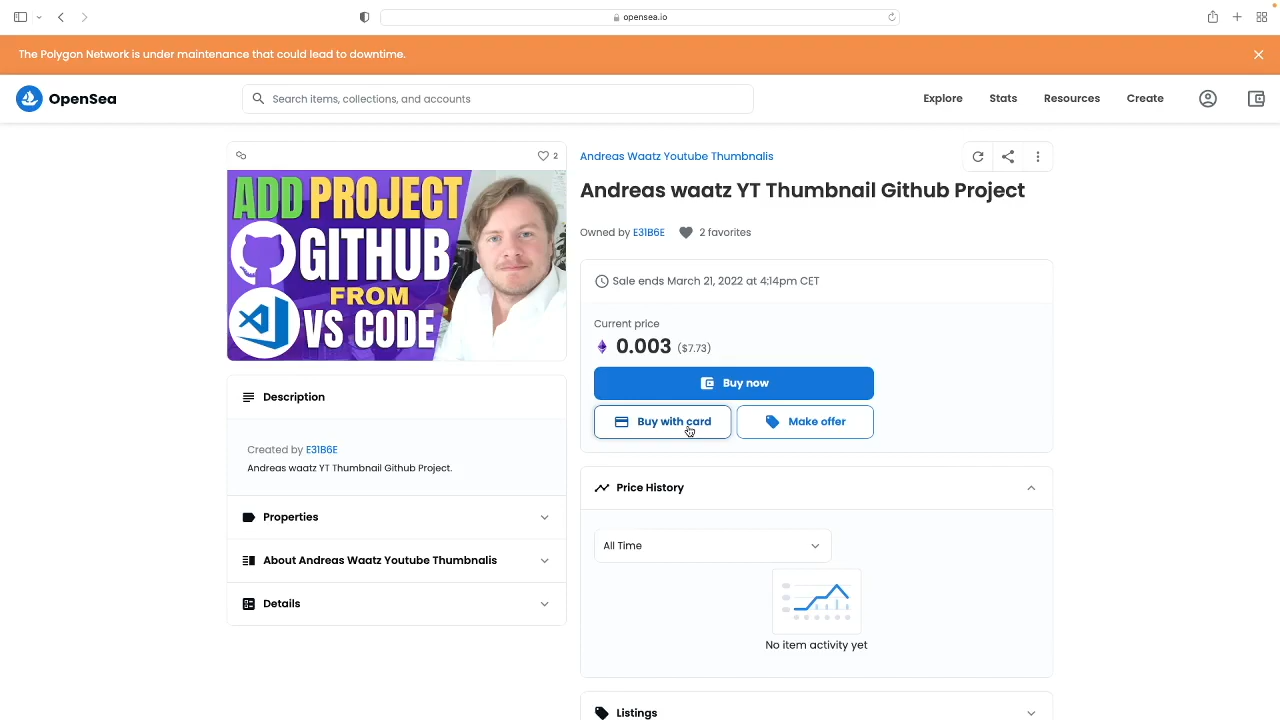 opensea.io
The Polygon Network is under maintenance that could lead to downtime.
OpenSea
Search items, collections, and accounts
Explore
Stats
Resources
Create
2
ADD PROJECT
GITHUB
FROM
VS CODE
Description
Created by E31B6E
Andreas waatz YT Thumbnail Github Project.
Properties
About Andreas Waatz Youtube Thumbnalis
Details
Andreas Waatz Youtube Thumbnalis
Andreas waatz YT Thumbnail Github Project
Owned by E31B6E
2 favorites
Sale ends March 21, 2022 at 4:14pm CET
Current price
0.003 ($7.73)
Buy now
Buy with card
Make offer
Price History
All Time
No item activity yet
Listings